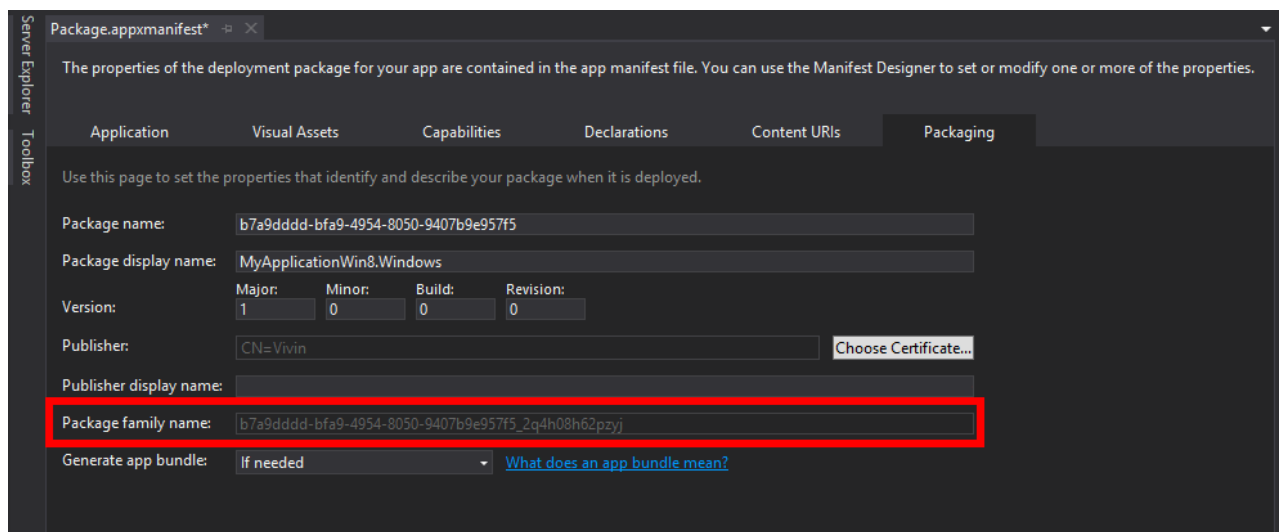 Server Explorer
Toolbox
Package.appxmanifest*
The properties of the deployment package for your app are contained in the app manifest file. You can use the Manifest Designer to set or modify one or more of the properties.
Application Visual Assets Capabilities Declarations Content URIs Packaging
Use this page to set the properties that identify and describe your package when it is deployed.
Package name: b7a9dddd-bfa9-4954-8050-9407b9e957f5
Package display name: MyApplicationWin8.Windows
Major: Minor: Build: Revision:
Version: 1 0 0 0
Publisher: CN=Vivin Choose Certificate...
Publisher display name:
Package family name: b7a9dddd-bfa9-4954-8050-9407b9e957f5_2q4h08h62pzyj
Generate app bundle: If needed What does an app bundle mean?